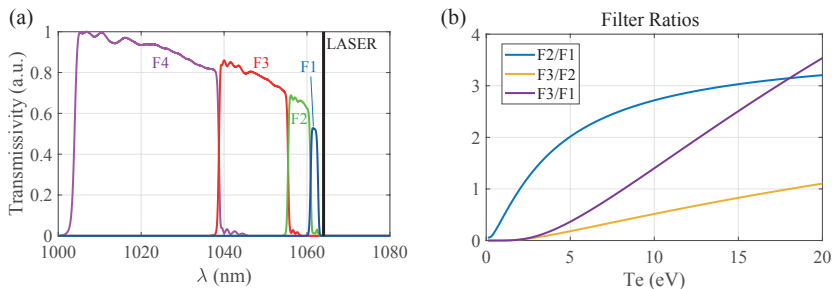 (a)
Transmissivity (a.u.)
1
0.8
0.6
0.4
0.2
0
F4
F3
F1
F2
LASER
1000
1020
1040
1060
1080
λ (nm)
(b)
Filter Ratios
F2/F1
F3/F2
F3/F1
4
3
2
1
0
0
5
10
15
20
Te (eV)